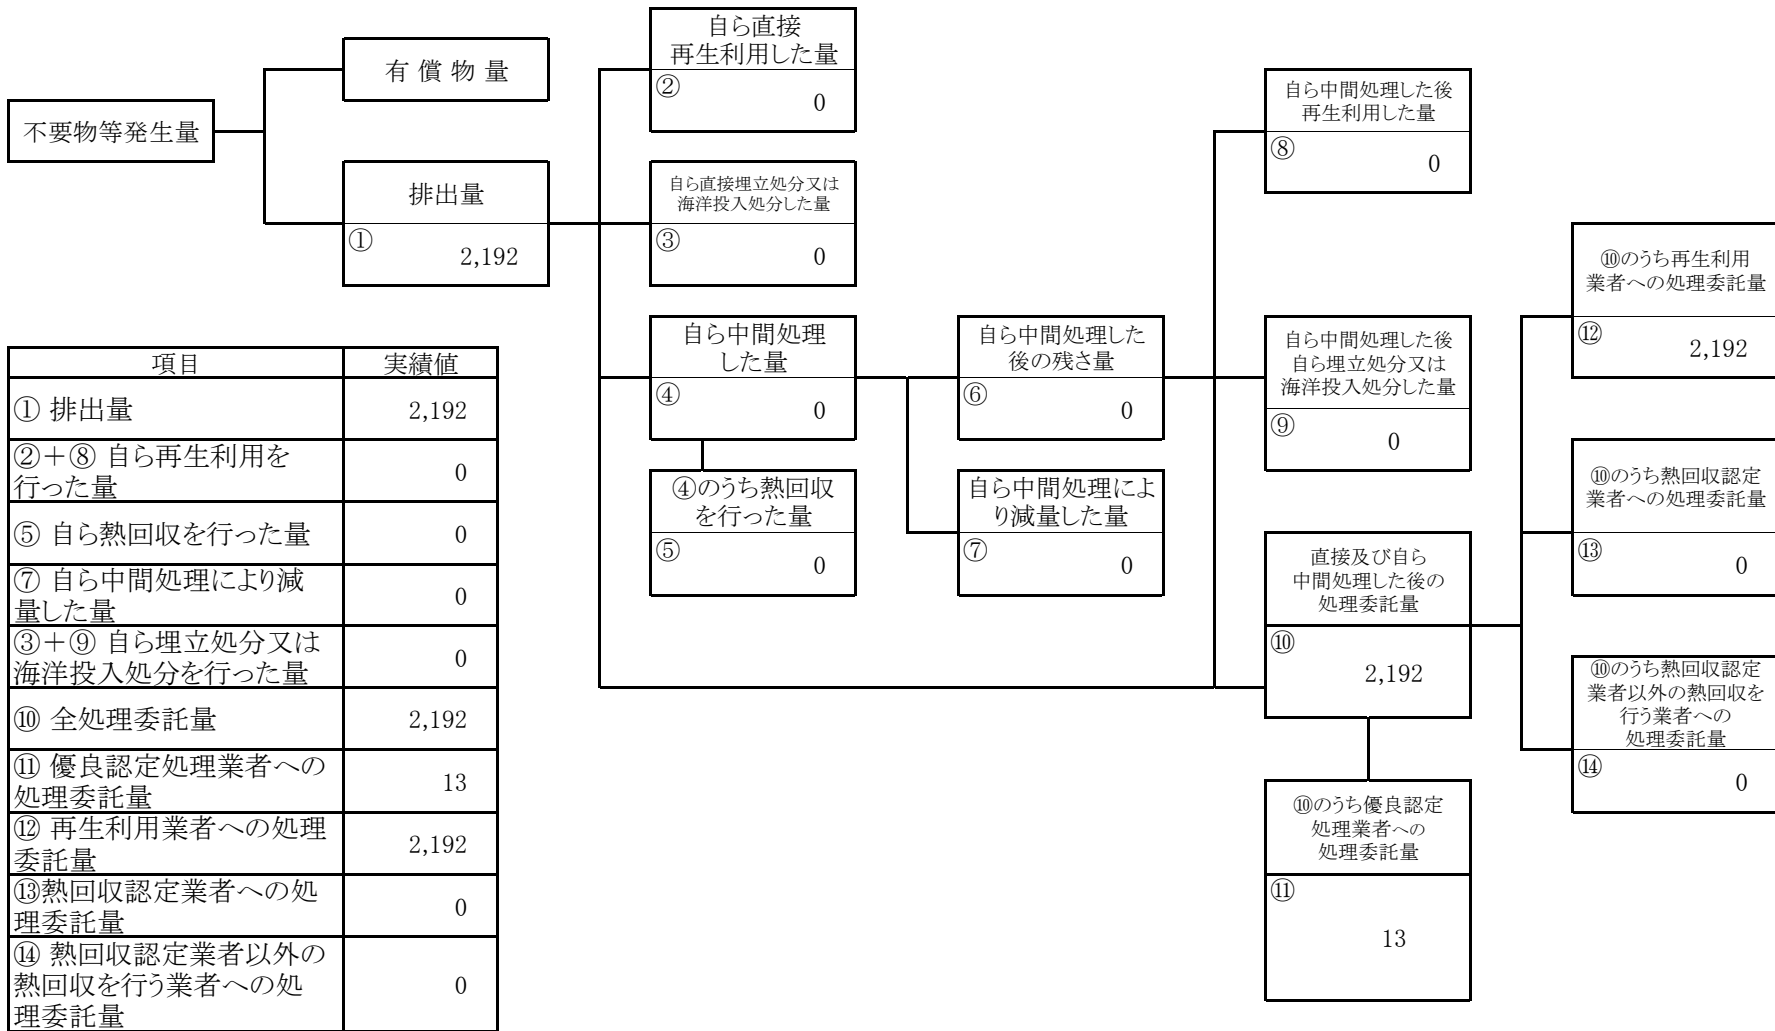 不要物等発生量
有 償 物 量
排出量
①
2,192
自ら直接
再生利用した量
②
0
自ら直接埋立処分又は
海洋投入処分した量
③
0
自ら中間処理
した量
④
0
④のうち熱回収
を行った量
⑤
0
自ら中間処理した
後の残さ量
⑥
0
自ら中間処理によ
り減量した量
⑦
0
自ら中間処理した後
再生利用した量
⑧
0
自ら中間処理した後
自ら埋立処分又は
海洋投入処分した量
⑨
0
直接及び自ら
中間処理した後の
処理委託量
⑩
2,192
⑩のうち優良認定
処理業者への
処理委託量
⑪
13
⑩のうち再生利用
業者への処理委託量
⑫
2,192
⑩のうち熱回収認定
業者への処理委託量
⑬
0
⑩のうち熱回収認定
業者以外の熱回収を
行う業者への
処理委託量
⑭
0
項目 実績値
① 排出量 2,192
②+⑧ 自ら再生利用を
行った量 0
⑤ 自ら熱回収を行った量 0
⑦ 自ら中間処理により減
量した量 0
③+⑨ 自ら埋立処分又は
海洋投入処分を行った量 0
⑩ 全処理委託量 2,192
⑪ 優良認定処理業者への
処理委託量 13
⑫ 再生利用業者への処理
委託量 2,192
⑬熱回収認定業者への処
理委託量 0
⑭ 熱回収認定業者以外の
熱回収を行う業者への処
理委託量 0